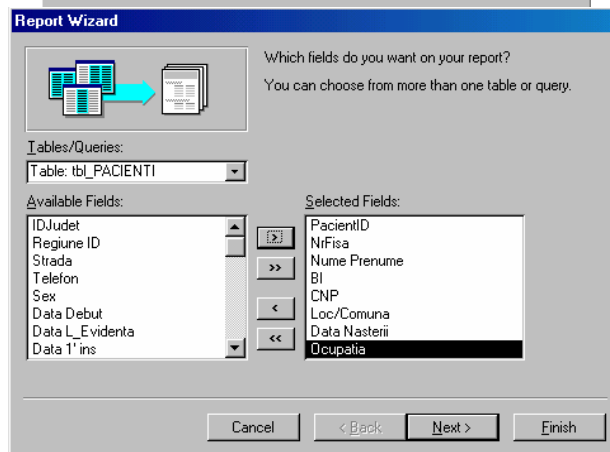 Report Wizard
Which fields do you want on your report?
You can choose from more than one table or query.
Tables/Queries:
Table: tbl_PACIENTI
Available Fields:
IDJudet
Regiune ID
Strada
Telefon
Sex
Data Debut
Data L_Evidenta
Data 1' ins
>
>>
<
<<
Selected Fields:
PacientID
NrFisa
Nume Prenume
BI
CNP
Loc/Comuna
Data Nasterii
Ocupatia
Cancel
< Back
Next >
Finish